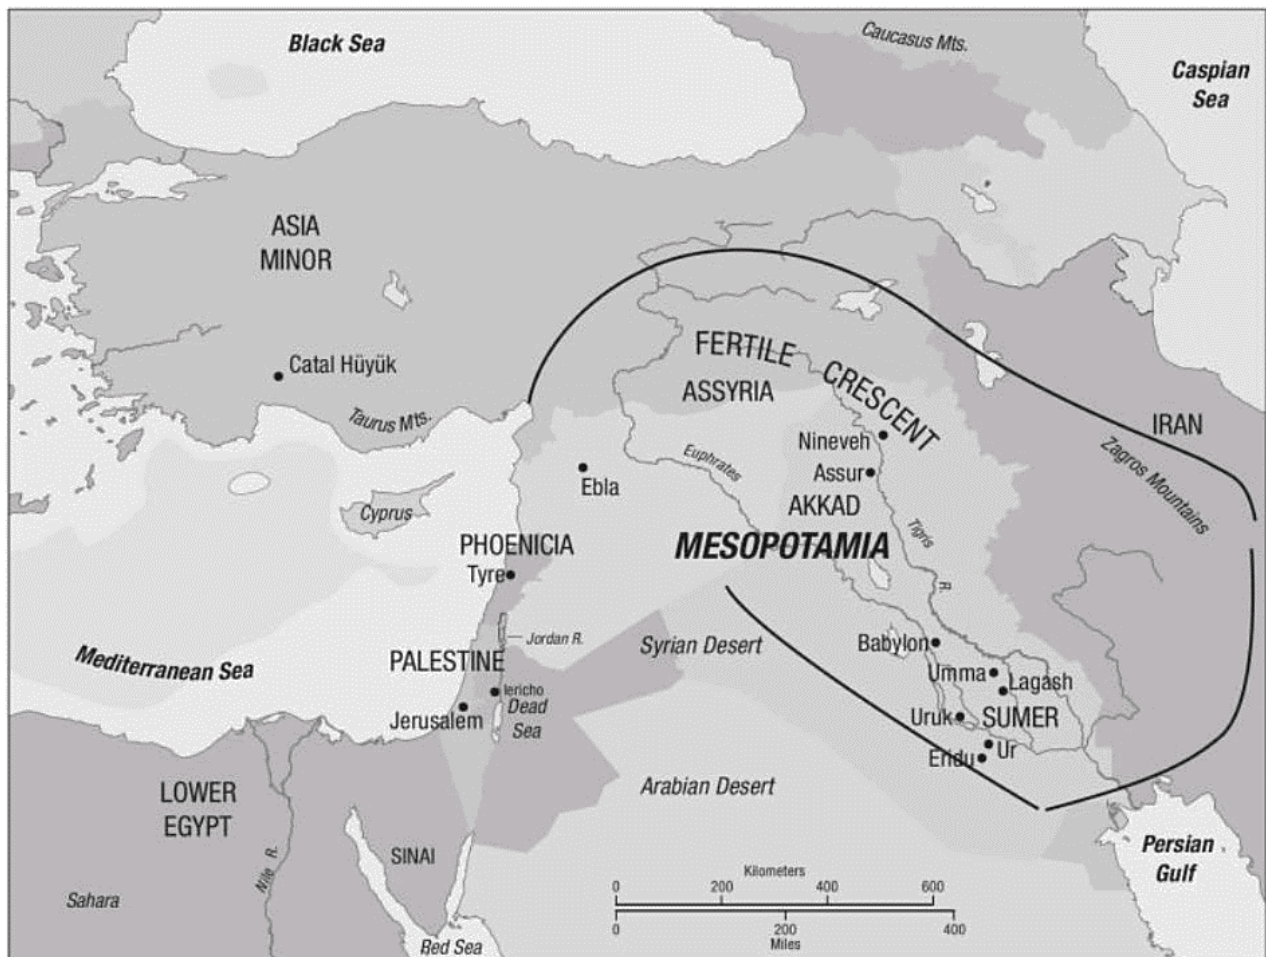 Black Sea
Caucasus Mts.
Caspian
Sea
ASIA
MINOR
FERTILE CRESCENT
Catal Hüyük
ASSYRIA
Taurus Mts.
IRAN
Nineveh
Zagros Mountains
Euphrates
Assur
Ebla
AKKAD
Cyprus
Tigris
R.
PHOENICIA
MESOPOTAMIA
Tyre
Jordan R.
Syrian Desert
Babylon
Mediterranean Sea
PALESTINE
Umma
Lagash
Jericho
Dead
Sea
Jerusalem
Uruk
SUMER
Ur
Eridu
Arabian Desert
LOWER
EGYPT
Persian
Gulf
SINAI
Nile R.
Kilometers
0 200 400 600
Sahara
0 200 400
Miles
Red Sea